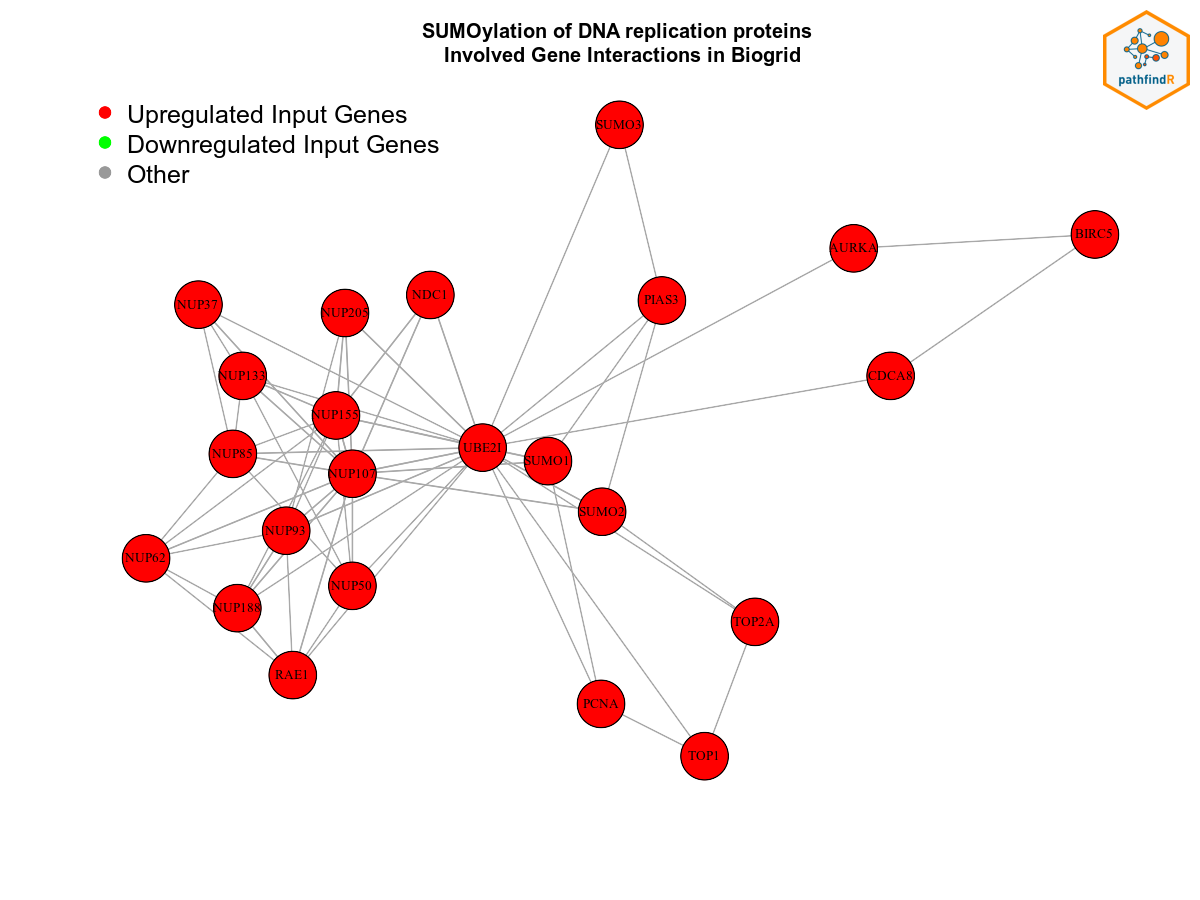 SUMOylation of DNA replication proteins
Involved Gene Interactions in Biogrid
pathfindR
Upregulated Input Genes
Downregulated Input Genes
Other
SUMO3
AURKA
BIRC5
NUP37
NUP205
NDC1
PIAS3
NUP133
CDCA8
NUP155
NUP85
UBE2I
SUMO1
NUP107
SUMO2
NUP93
NUP62
NUP50
NUP188
TOP2A
RAE1
PCNA
TOP1